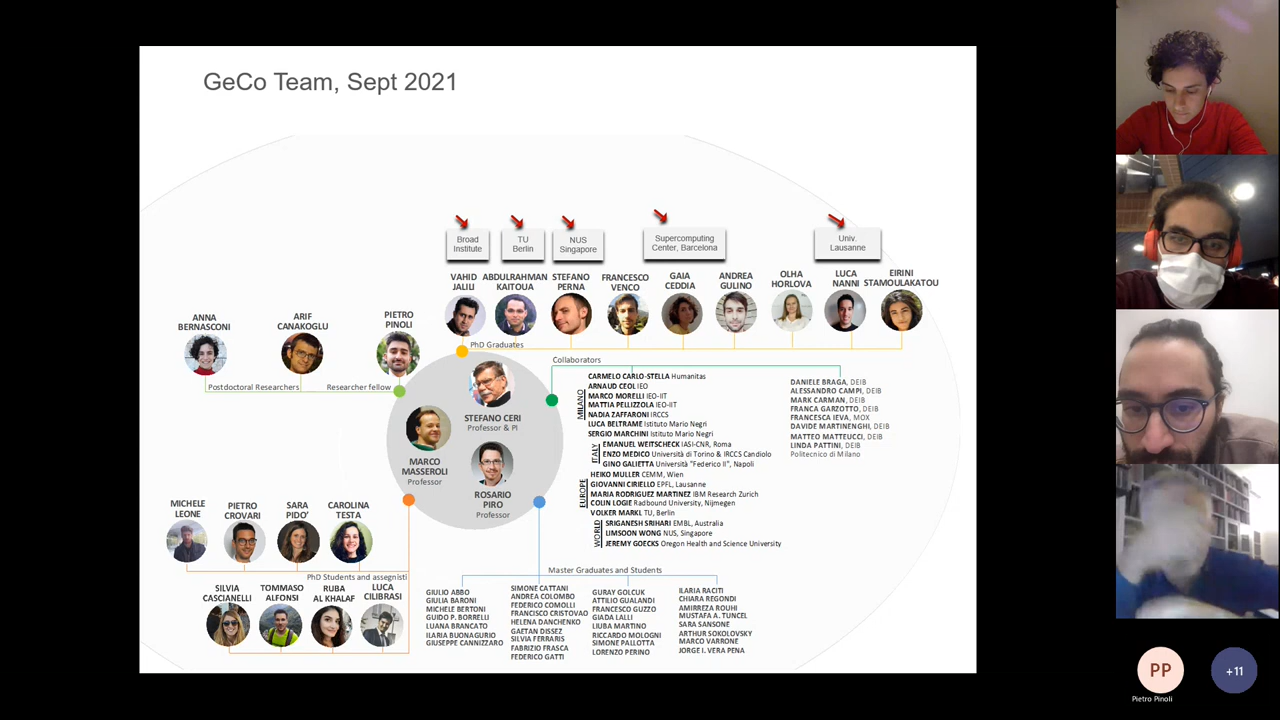 GeCo Team, Sept 2021
Broad
Institute
TU
Berlin
NUS
Singapore
Supercomputing
Center, Barcelona
Univ.
Lausanne
VAHID
JALILI
ABDULRAHMAN
KAITOUA
STEFANO
PERNA
FRANCESCO
VENCO
GAIA
CEDDIA
ANDREA
GULINO
OLHA
HORLOVA
LUCA
NANNI
EIRINI
STAMOULAKATOU
ANNA
BERNASCONI
ARIF
CANAKOGLU
PIETRO
PINOLI
PhD Graduates
Postdoctoral Researchers
Researcher fellow
STEFANO CERI
Professor & PI
MARCO
MASSEROLI
Professor
ROSARIO
PIRO
Professor
Collaborators
MILANO
CARMELO CARLO-STELLA Humanitas
ARNAUD CEOL IEO
MARCO MORELLI IEO-IIT
MATTIA PELLIZZOLA IEO-IIT
NADIA ZAFFARONI IRCCS
LUCA BELTRAME Istituto Mario Negri
SERGIO MARCHINI Istituto Mario Negri
ITALY
EMANUEL WEITSCHECK IASI-CNR, Roma
ENZO MEDICO Università di Torino & IRCCS Candiolo
GINO GALIETTA Università "Federico II", Napoli
EUROPE
HEIKO MULLER CEMM, Wien
GIOVANNI CIRIELLO EPFL, Lausanne
MARIA RODRIGUEZ MARTINEZ IBM Research Zurich
COLIN LOGIE Radbound University, Nijmegen
VOLKER MARKL TU, Berlin
WORLD
SRIGANESH SRIHARI EMBL, Australia
LIMSOON WONG NUS, Singapore
JEREMY GOECKS Oregon Health and Science University
DANIELE BRAGA, DEIB
ALESSANDRO CAMPI, DEIB
MARK CARMAN, DEIB
FRANCA GARZOTTO, DEIB
FRANCESCA IEVA, MOX
DAVIDE MARTINENGHI, DEIB
MATTEO MATTEUCCI, DEIB
LINDA PATTINI, DEIB
Politecnico di Milano
MICHELE
LEONE
PIETRO
CROVARI
SARA
PIDO'
CAROLINA
TESTA
PhD Students and assegnisti
SILVIA
CASCIANELLI
TOMMASO
ALFONSI
RUBA
AL KHALAF
LUCA
CILIBRASI
Master Graduates and Students
GIULIO ABBO
GIULIA BARONI
MICHELE BERTONI
GUIDO P. BORRELLI
LUANA BRANCATO
ILARIA BUONAGURIO
GIUSEPPE CANNIZZARO
SIMONE CATTANI
ANDREA COLOMBO
FEDERICO COMOLLI
FRANCISCO CRISTOVAO
HELENA DANCHENKO
GAETAN DISSEZ
SILVIA FERRARIS
FABRIZIO FRASCA
FEDERICO GATTI
GURAY GOLCUK
ATTILIO GUALANDI
FRANCESCO GUZZO
GIADA LALLI
LIUBA MARTINO
RICCARDO MOLOGNI
SIMONE PALLOTTA
LORENZO PERINO
ILARIA RACITI
CHIARA REGONDI
AMIRREZA ROUHI
MUSTAFA A. TUNCEL
SARA SANSONE
ARTHUR SOKOLOVSKY
MARCO VARRONE
JORGE I. VERA PENA
PP
+11
Pietro Pinoli